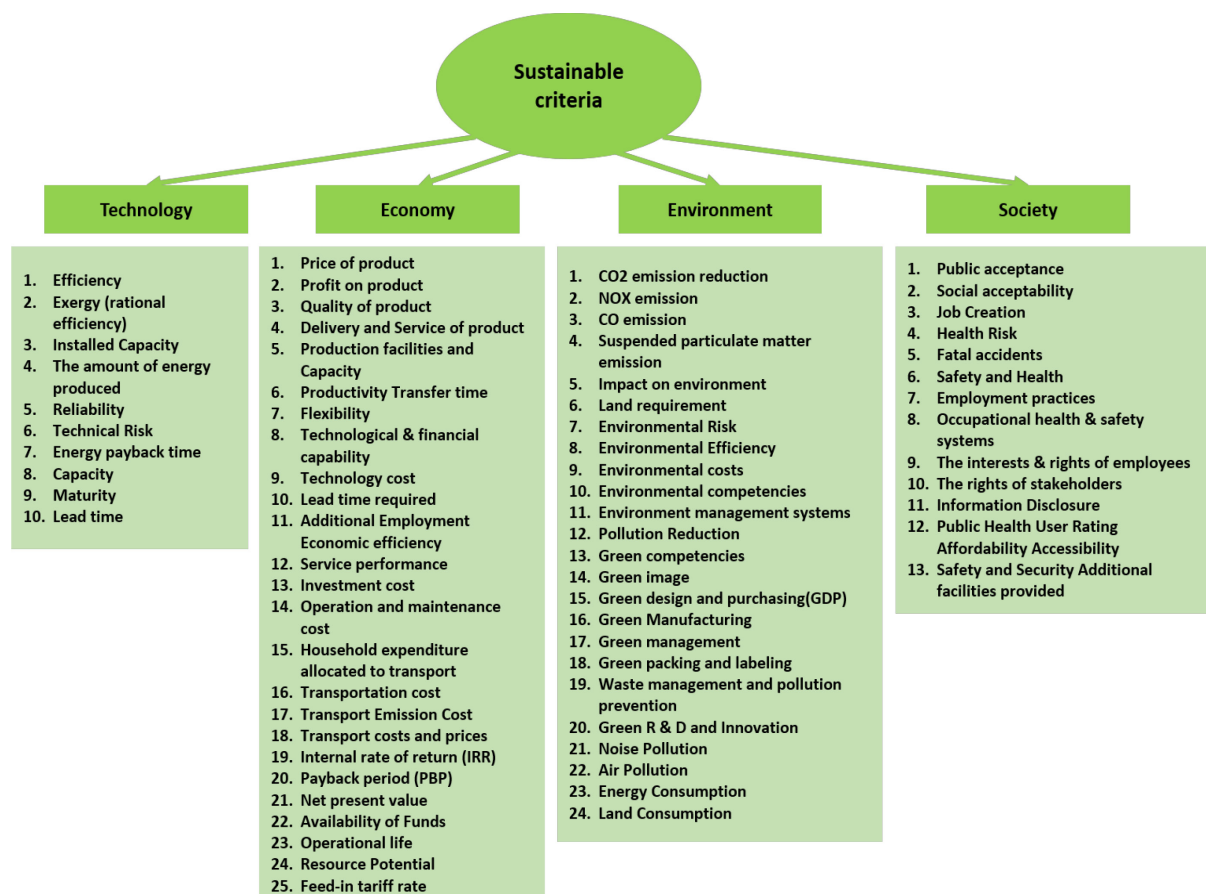 Sustainable
criteria
Technology
Economy
Environment
Society
1. Efficiency
2. Exergy (rational
efficiency)
3. Installed Capacity
4. The amount of energy
produced
5. Reliability
6. Technical Risk
7. Energy payback time
8. Capacity
9. Maturity
10. Lead time
1. Price of product
2. Profit on product
3. Quality of product
4. Delivery and Service of product
5. Production facilities and
Capacity
6. Productivity Transfer time
7. Flexibility
8. Technological & financial
capability
9. Technology cost
10. Lead time required
11. Additional Employment
Economic efficiency
12. Service performance
13. Investment cost
14. Operation and maintenance
cost
15. Household expenditure
allocated to transport
16. Transportation cost
17. Transport Emission Cost
18. Transport costs and prices
19. Internal rate of return (IRR)
20. Payback period (PBP)
21. Net present value
22. Availability of Funds
23. Operational life
24. Resource Potential
25. Feed-in tariff rate
1. CO2 emission reduction
2. NOX emission
3. CO emission
4. Suspended particulate matter
emission
5. Impact on environment
6. Land requirement
7. Environmental Risk
8. Environmental Efficiency
9. Environmental costs
10. Environmental competencies
11. Environment management systems
12. Pollution Reduction
13. Green competencies
14. Green image
15. Green design and purchasing(GDP)
16. Green Manufacturing
17. Green management
18. Green packing and labeling
19. Waste management and pollution
prevention
20. Green R & D and Innovation
21. Noise Pollution
22. Air Pollution
23. Energy Consumption
24. Land Consumption
1. Public acceptance
2. Social acceptability
3. Job Creation
4. Health Risk
5. Fatal accidents
6. Safety and Health
7. Employment practices
8. Occupational health & safety
systems
9. The interests & rights of employees
10. The rights of stakeholders
11. Information Disclosure
12. Public Health User Rating
Affordability Accessibility
13. Safety and Security Additional
facilities provided